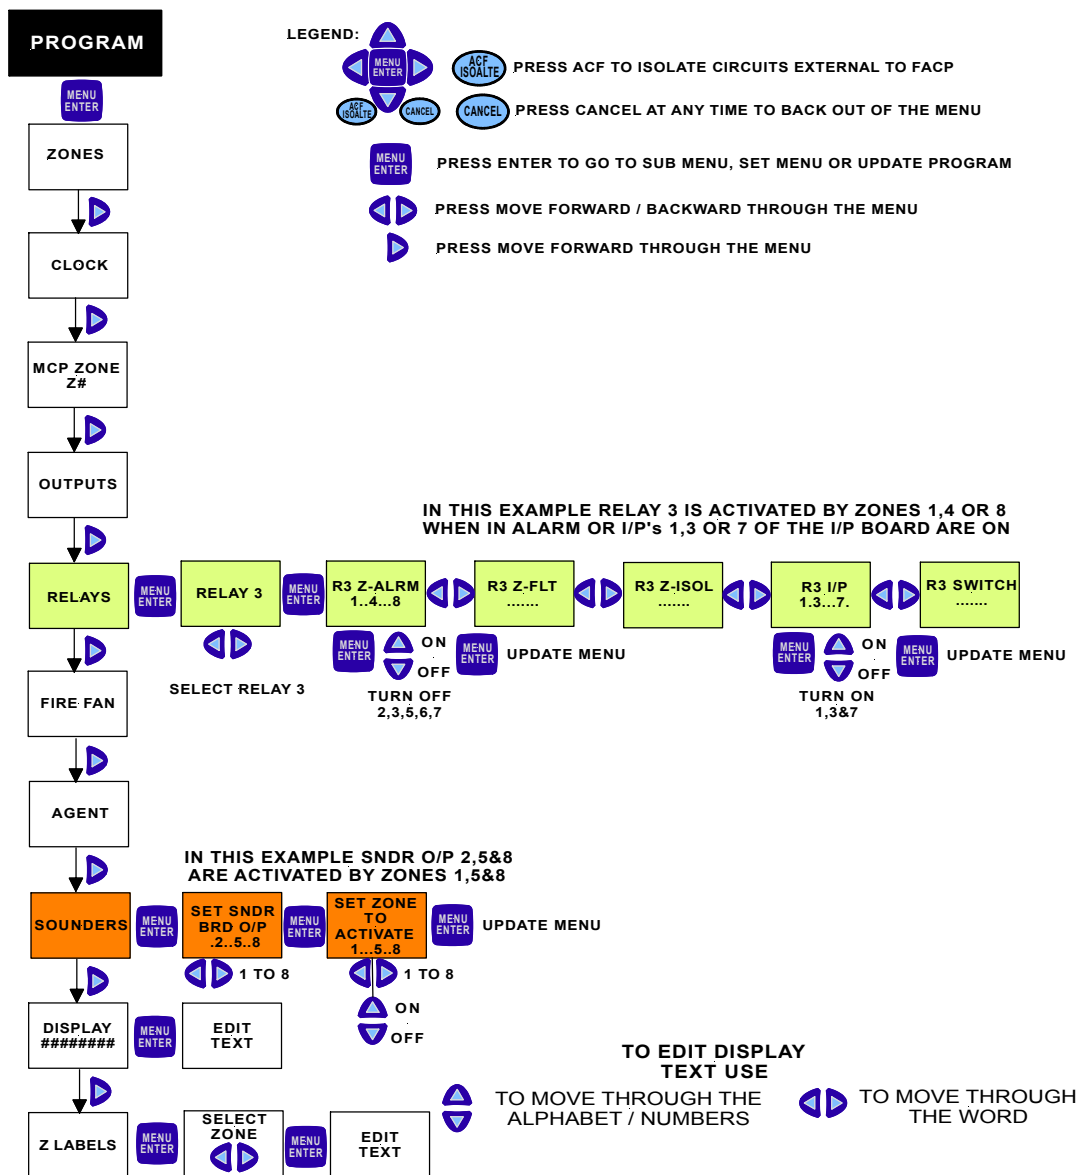 PROGRAM
LEGEND:
MENU
ENTER
ACF
ISOALTE
CANCEL
ACF
ISOALTE
PRESS ACF TO ISOLATE CIRCUITS EXTERNAL TO FACP
CANCEL
PRESS CANCEL AT ANY TIME TO BACK OUT OF THE MENU
MENU
ENTER
PRESS ENTER TO GO TO SUB MENU, SET MENU OR UPDATE PROGRAM
PRESS MOVE FORWARD / BACKWARD THROUGH THE MENU
PRESS MOVE FORWARD THROUGH THE MENU
MENU
ENTER
ZONES
CLOCK
MCP ZONE
Z#
OUTPUTS
IN THIS EXAMPLE RELAY 3 IS ACTIVATED BY ZONES 1,4 OR 8
WHEN IN ALARM OR I/P's 1,3 OR 7 OF THE I/P BOARD ARE ON
RELAYS
MENU
ENTER
RELAY 3
MENU
ENTER
R3 Z-ALRM
1..4...8
R3 Z-FLT
.......
R3 Z-ISOL
.......
R3 I/P
1.3...7.
R3 SWITCH
.......
SELECT RELAY 3
MENU
ENTER
ON
OFF
MENU
ENTER
UPDATE MENU
TURN OFF
2,3,5,6,7
MENU
ENTER
ON
OFF
MENU
ENTER
UPDATE MENU
TURN ON
1,3&7
FIRE FAN
AGENT
IN THIS EXAMPLE SNDR O/P 2,5&8
ARE ACTIVATED BY ZONES 1,5&8
SOUNDERS
MENU
ENTER
SET SNDR
BRD O/P
.2..5..8
MENU
ENTER
SET ZONE
TO
ACTIVATE
1...5..8
MENU
ENTER
UPDATE MENU
1 TO 8
1 TO 8
ON
OFF
DISPLAY
########
MENU
ENTER
EDIT
TEXT
TO EDIT DISPLAY
TEXT USE
TO MOVE THROUGH THE
ALPHABET / NUMBERS
TO MOVE THROUGH
THE WORD
Z LABELS
MENU
ENTER
SELECT
ZONE
MENU
ENTER
EDIT
TEXT